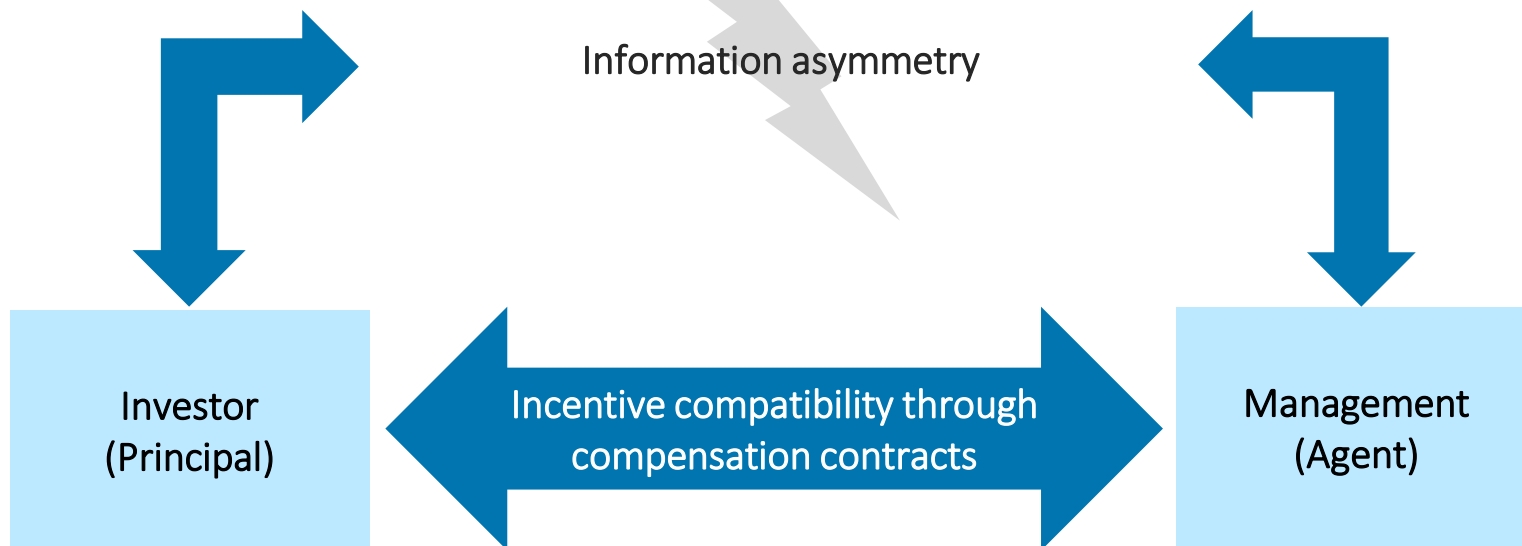 Information asymmetry
Investor
(Principal)
Incentive compatibility through
compensation contracts
Management
(Agent)